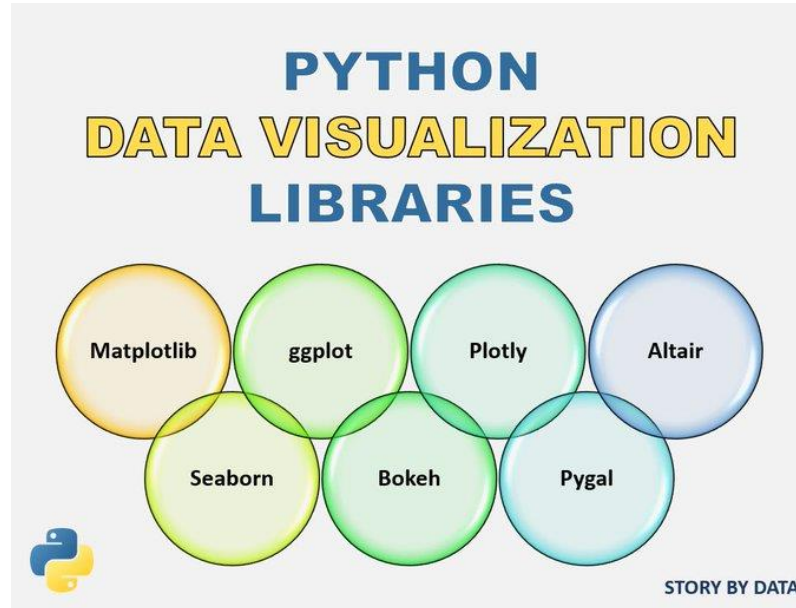 PYTHON
DATA VISUALIZATION
LIBRARIES
Matplotlib
ggplot
Plotly
Altair
Seaborn
Bokeh
Pygal
STORY BY DATA